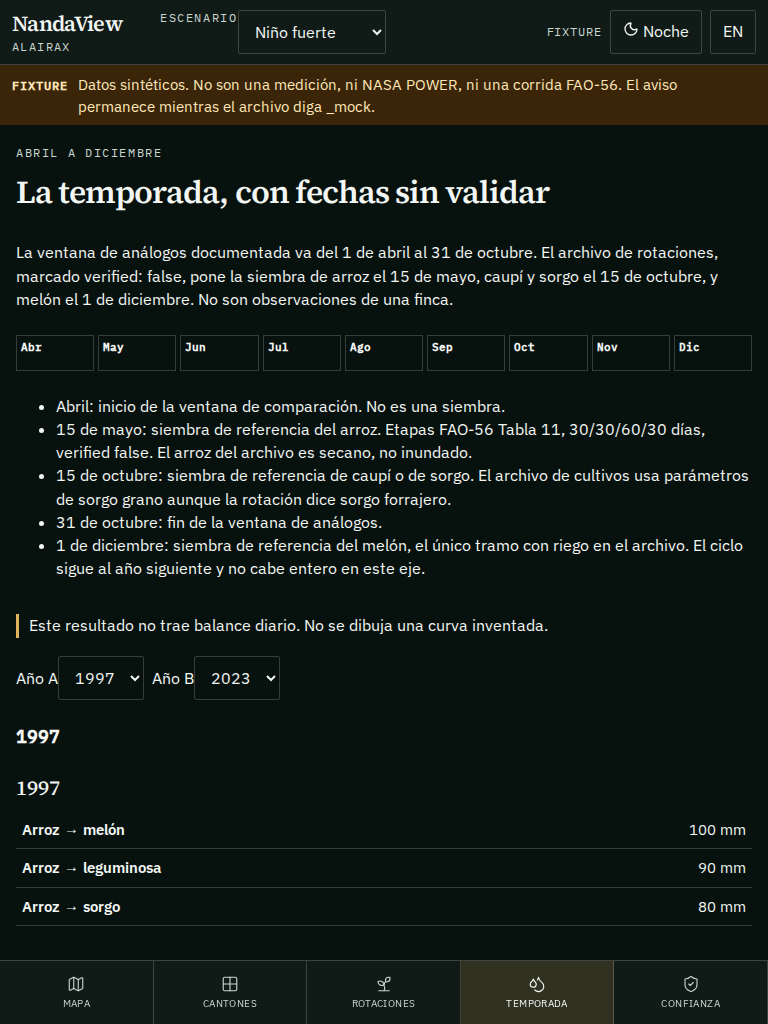 NandaView
ALAIRAX
ESCENARIO
Niño fuerte
FIXTURE
Noche
EN
FIXTURE
Datos sintéticos. No son una medición, ni NASA POWER, ni una corrida FAO-56. El aviso
permanece mientras el archivo diga _mock.
ABRIL A DICIEMBRE
La temporada, con fechas sin validar
La ventana de análogos documentada va del 1 de abril al 31 de octubre. El archivo de rotaciones,
marcado verified: false, pone la siembra de arroz el 15 de mayo, caupí y sorgo el 15 de octubre, y
melón el 1 de diciembre. No son observaciones de una finca.
Abr May Jun Jul Ago Sep Oct Nov Dic
• Abril: inicio de la ventana de comparación. No es una siembra.
• 15 de mayo: siembra de referencia del arroz. Etapas FAO-56 Tabla 11, 30/30/60/30 días,
verified false. El arroz del archivo es secano, no inundado.
• 15 de octubre: siembra de referencia de caupí o de sorgo. El archivo de cultivos usa parámetros
de sorgo grano aunque la rotación dice sorgo forrajero.
• 31 de octubre: fin de la ventana de análogos.
• 1 de diciembre: siembra de referencia del melón, el único tramo con riego en el archivo. El ciclo
sigue al año siguiente y no cabe entero en este eje.
Este resultado no trae balance diario. No se dibuja una curva inventada.
Año A 1997 Año B 2023
1997
1997
Arroz → melón 100 mm
Arroz → leguminosa 90 mm
Arroz → sorgo 80 mm
MAPA CANTONES ROTACIONES TEMPORADA CONFIANZA